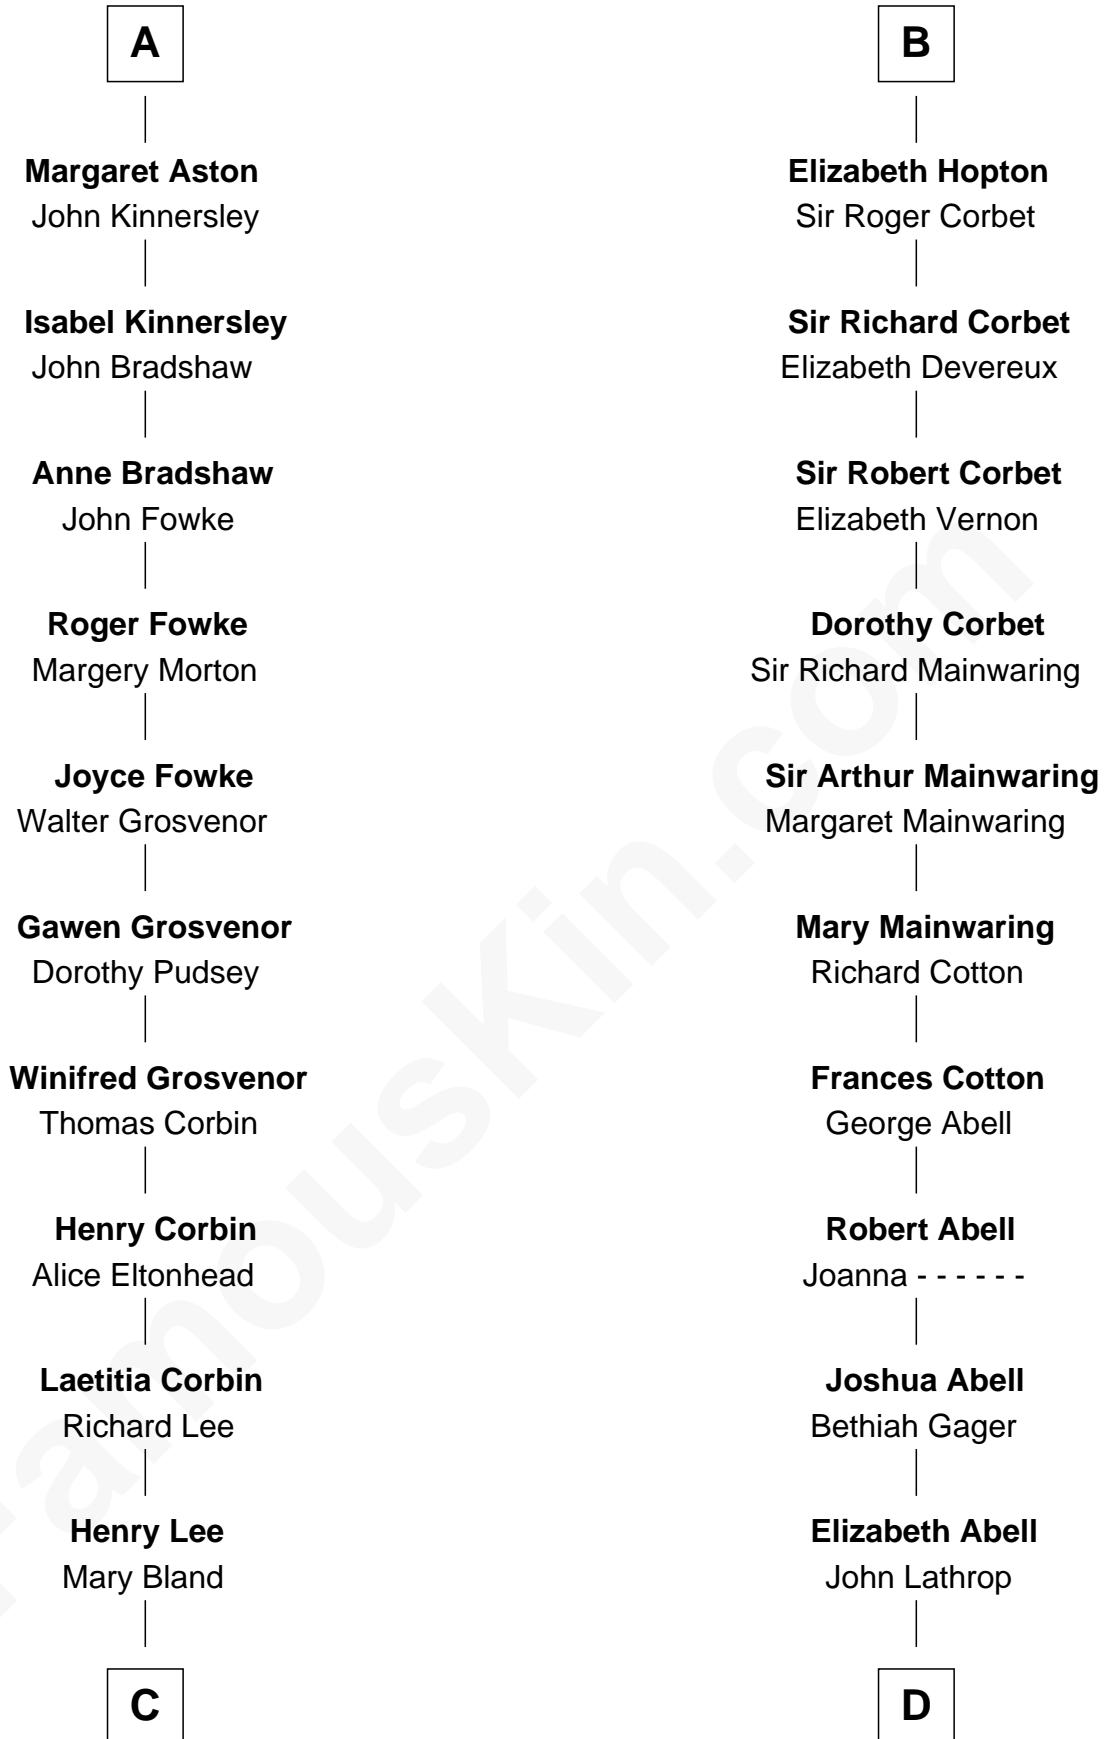 A
Margaret Aston
John Kinnersley
Isabel Kinnersley
John Bradshaw
Anne Bradshaw
John Fowke
Roger Fowke
Margery Morton
Joyce Fowke
Walter Grosvenor
Gawen Grosvenor
Dorothy Pudsey
Winifred Grosvenor
Thomas Corbin
Henry Corbin
Alice Eltonhead
Laetitia Corbin
Richard Lee
Henry Lee
Mary Bland
C
B
Elizabeth Hopton
Sir Roger Corbet
Sir Richard Corbet
Elizabeth Devereux
Sir Robert Corbet
Elizabeth Vernon
Dorothy Corbet
Sir Richard Mainwaring
Sir Arthur Mainwaring
Margaret Mainwaring
Mary Mainwaring
Richard Cotton
Frances Cotton
George Abell
Robert Abell
Joanna - - - - - -
Joshua Abell
Bethiah Gager
Elizabeth Abell
John Lathrop
D
FamousKin.com